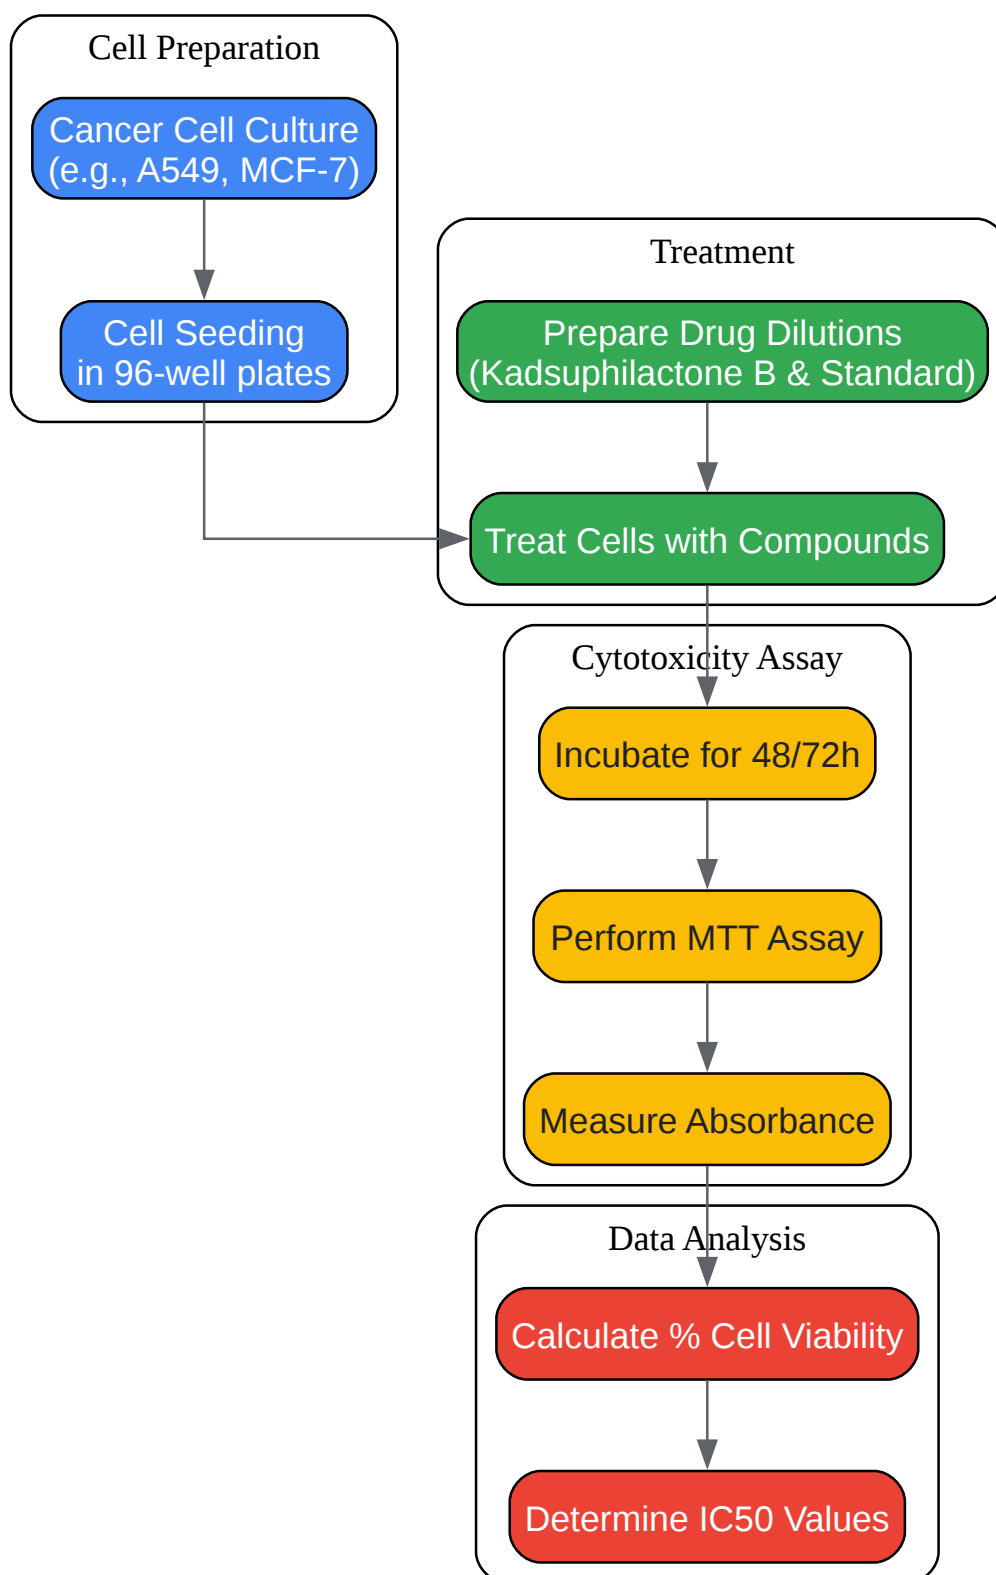 Cell Preparation
Cancer Cell Culture
(e.g., A549, MCF-7)
Cell Seeding
in 96-well plates
Treatment
Prepare Drug Dilutions
(Kadsuphilactone B & Standard)
Treat Cells with Compounds
Cytotoxicity Assay
Incubate for 48/72h
Perform MTT Assay
Measure Absorbance
Data Analysis
Calculate % Cell Viability
Determine IC50 Values